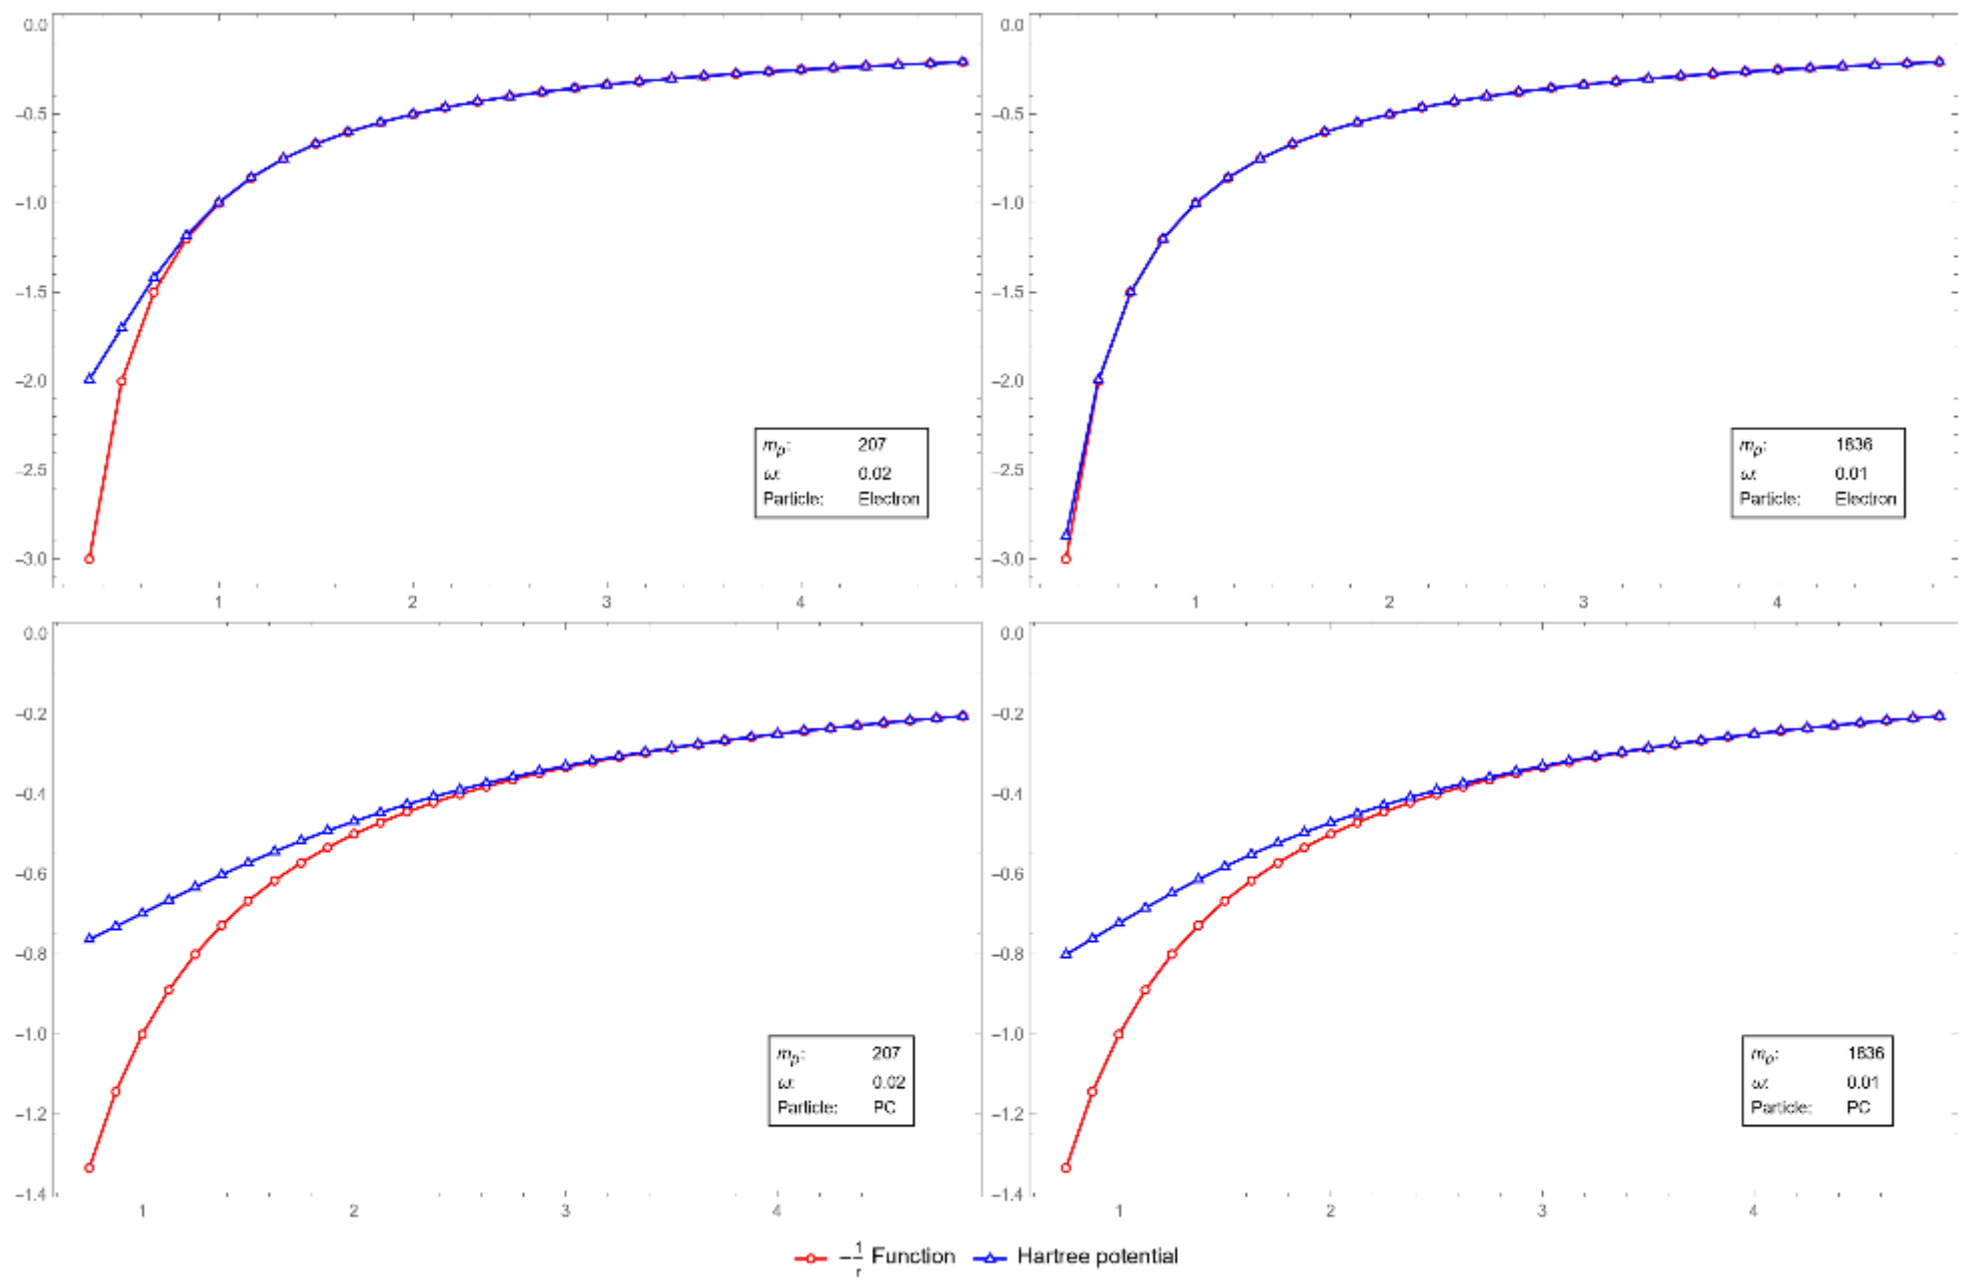 0.0
−0.5
−1.0
−1.5
−2.0
−2.5
−3.0
1 2 3 4
m_p: 207
ω: 0.02
Particle: Electron
0.0
−0.5
−1.0
−1.5
−2.0
−2.5
−3.0
1 2 3 4
m_p: 1836
ω: 0.01
Particle: Electron
0.0
−0.2
−0.4
−0.6
−0.8
−1.0
−1.2
−1.4
1 2 3 4
m_p: 207
ω: 0.02
Particle: PC
0.0
−0.2
−0.4
−0.6
−0.8
−1.0
−1.2
−1.4
1 2 3 4
m_p: 1836
ω: 0.01
Particle: PC
−1/r Function Hartree potential